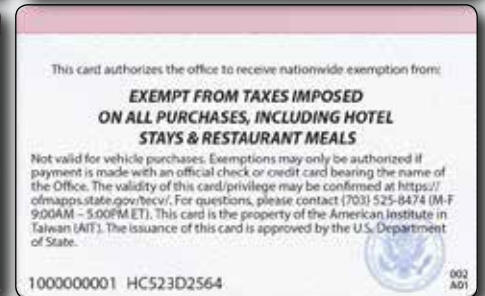 This card authorizes the office to receive nationwide exemption from:
EXEMPT FROM TAXES IMPOSED
ON ALL PURCHASES, INCLUDING HOTEL
STAYS & RESTAURANT MEALS
Not valid for vehicle purchases. Exemptions may only be authorized if
payment is made with an official check or credit card bearing the name of
the Office. The validity of this card/privilege may be confirmed at https://
ofmapps.state.gov/tecv/. For questions, please contact (703) 525-8474 (M-F
9:00AM – 5:00PM ET). This card is the property of the American Institute in
Taiwan (AIT). The issuance of this card is approved by the U.S. Department
of State.
1000000001 HC523D2564
002
A01